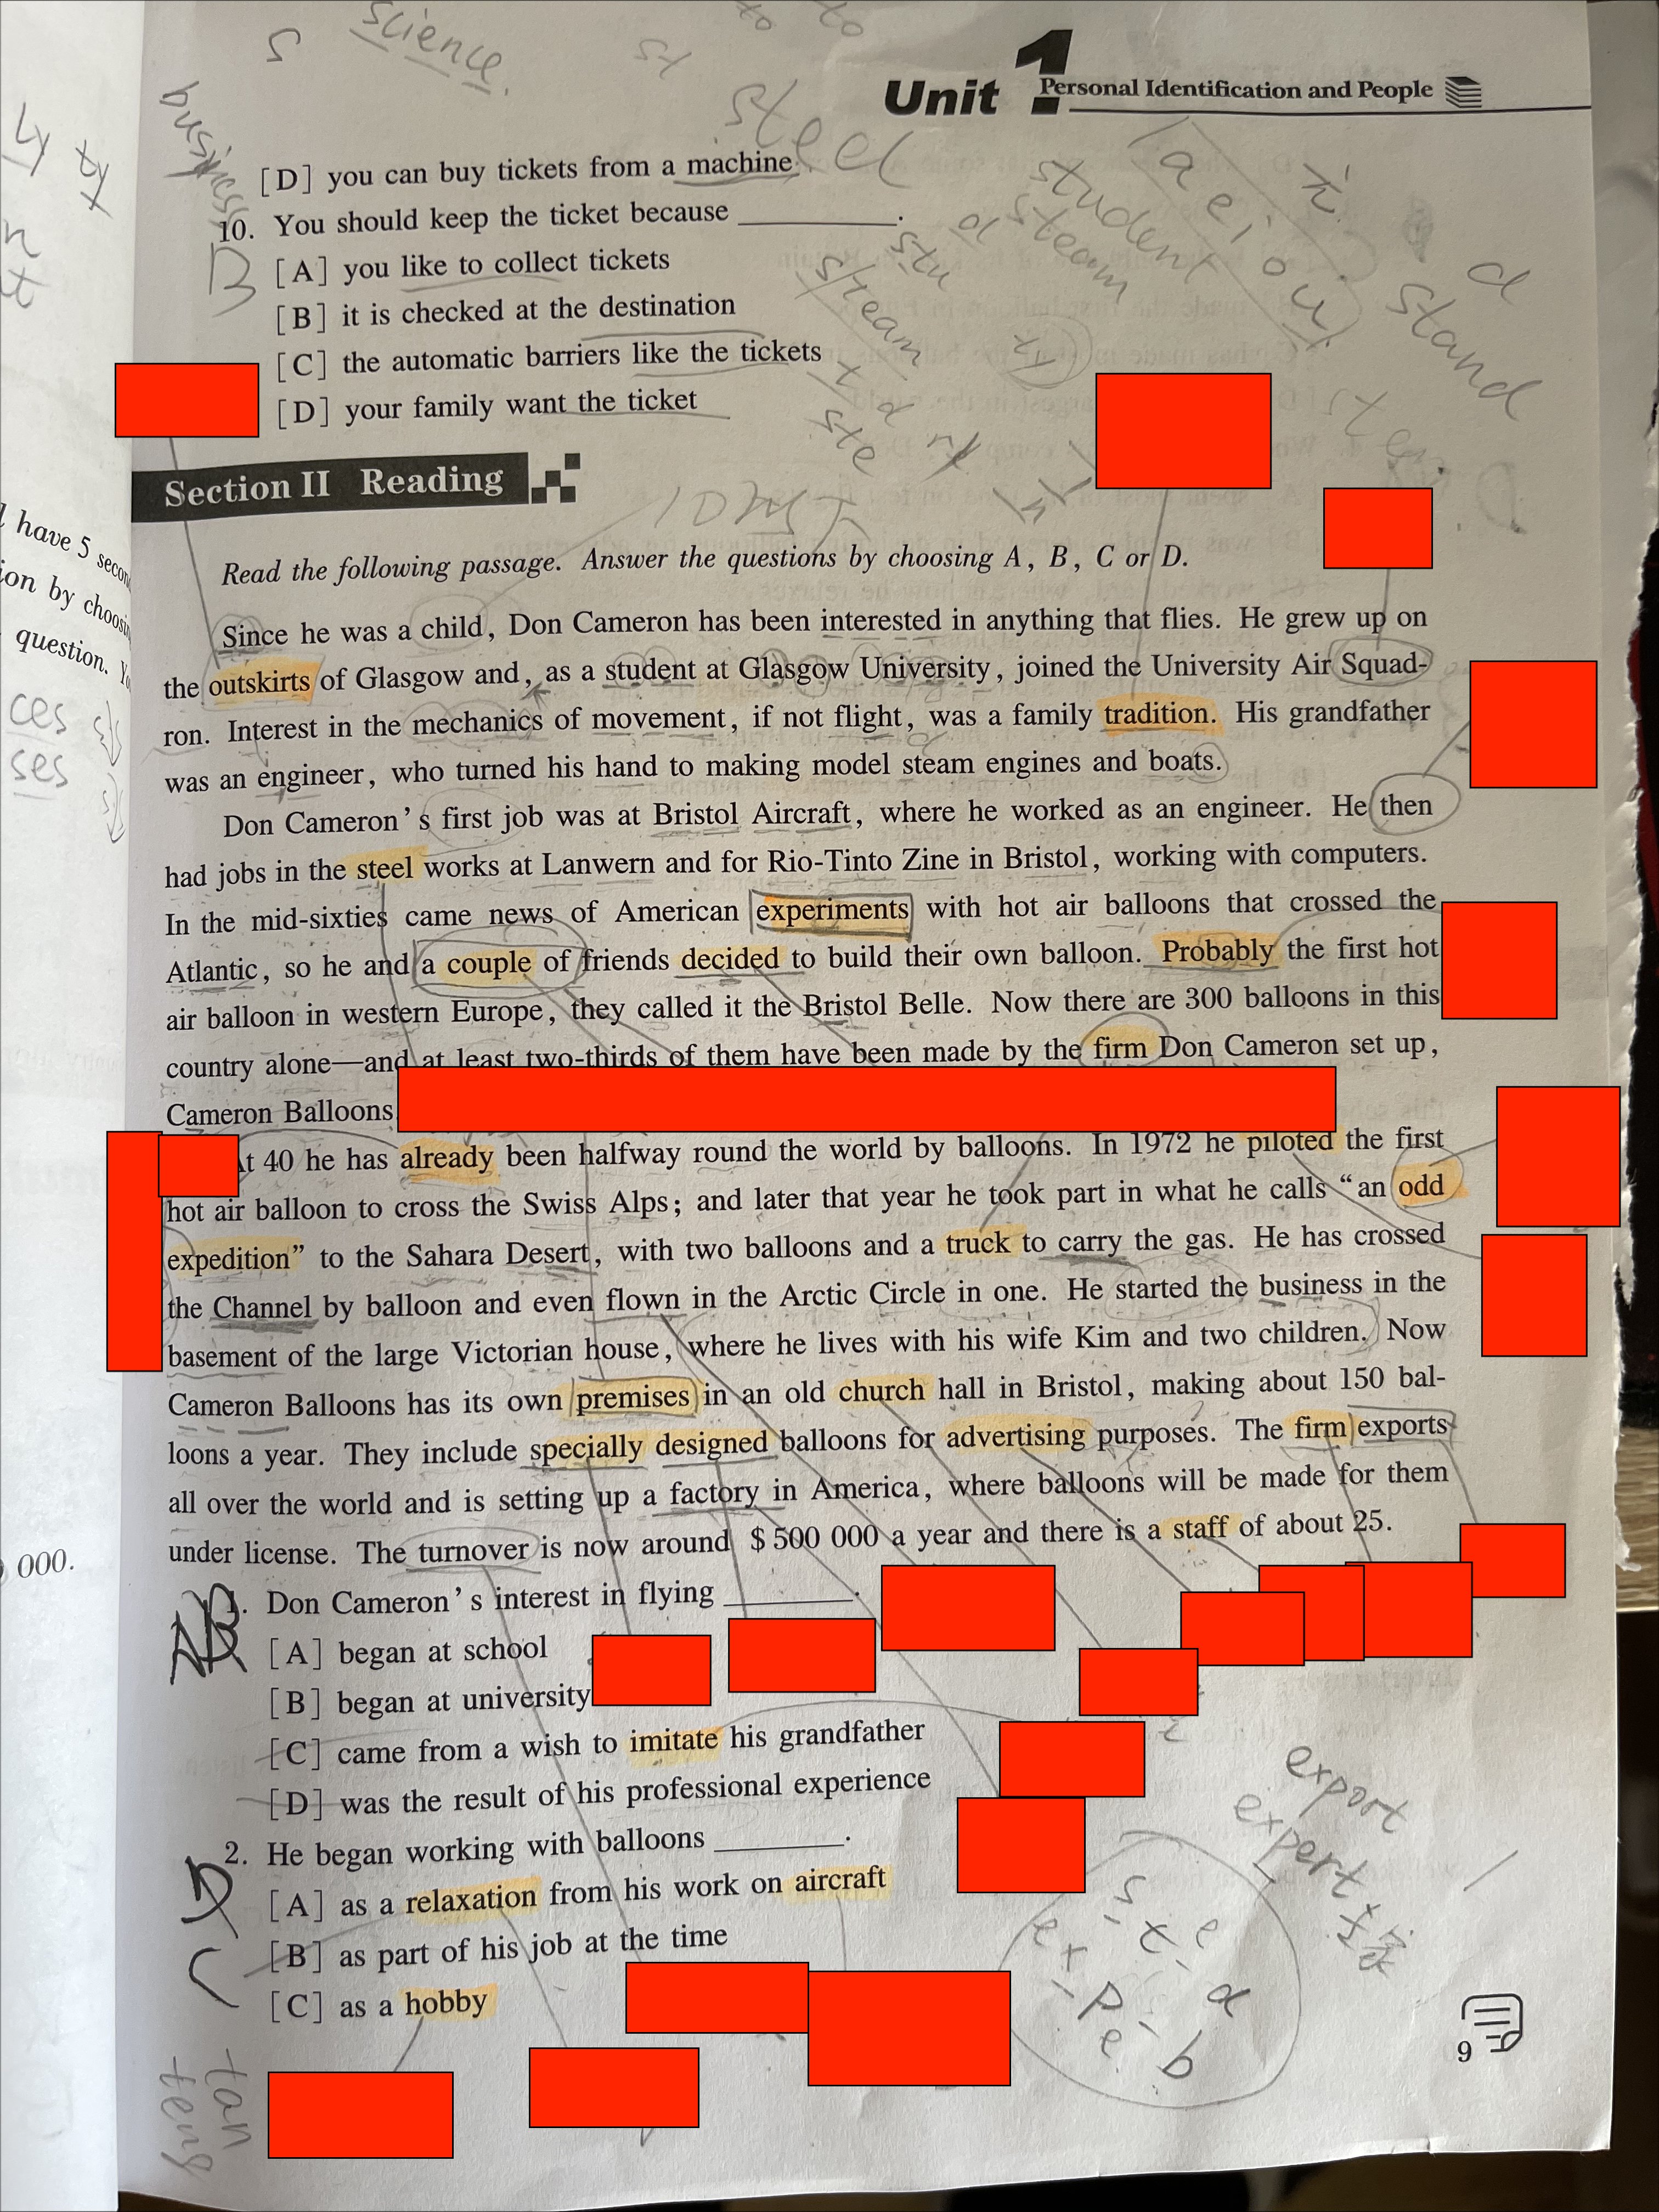 science.
S
st
to
to
steel
business
Ly ty
n
t
Unit 1 Personal Identification and People
[D] you can buy tickets from a machine.
10. You should keep the ticket because ________.
B
[A] you like to collect tickets
[B] it is checked at the destination
[C] the automatic barriers like the tickets
[D] your family want the ticket
a e i o u
student
steam
d
stu
steam
ste
d
stand
Section II Reading
l have 5 secon
ion by choosin
question. Y
ces
ses
Read the following passage. Answer the questions by choosing A, B, C or D.
Since he was a child, Don Cameron has been interested in anything that flies. He grew up on
the outskirts of Glasgow and, as a student at Glasgow University, joined the University Air Squad-
ron. Interest in the mechanics of movement, if not flight, was a family tradition. His grandfather
was an engineer, who turned his hand to making model steam engines and boats.
Don Cameron's first job was at Bristol Aircraft, where he worked as an engineer. He then
had jobs in the steel works at Lanwern and for Rio-Tinto Zine in Bristol, working with computers.
In the mid-sixties came news of American experiments with hot air balloons that crossed the
Atlantic, so he and a couple of friends decided to build their own balloon. Probably the first hot
air balloon in western Europe, they called it the Bristol Belle. Now there are 300 balloons in this
country alone—and at least two-thirds of them have been made by the firm Don Cameron set up,
Cameron Balloons
At 40 he has already been halfway round the world by balloons. In 1972 he piloted the first
hot air balloon to cross the Swiss Alps; and later that year he took part in what he calls "an odd
expedition" to the Sahara Desert, with two balloons and a truck to carry the gas. He has crossed
the Channel by balloon and even flown in the Arctic Circle in one. He started the business in the
basement of the large Victorian house, where he lives with his wife Kim and two children. Now
Cameron Balloons has its own premises in an old church hall in Bristol, making about 150 bal-
loons a year. They include specially designed balloons for advertising purposes. The firm exports
all over the world and is setting up a factory in America, where balloons will be made for them
under license. The turnover is now around $500 000 a year and there is a staff of about 25.
000.
1. Don Cameron's interest in flying ________.
[A] began at school
[B] began at university
[C] came from a wish to imitate his grandfather
[D] was the result of his professional experience
2. He began working with balloons ________.
[A] as a relaxation from his work on aircraft
[B] as part of his job at the time
[C] as a hobby
C
export
expert
tan
teng
9